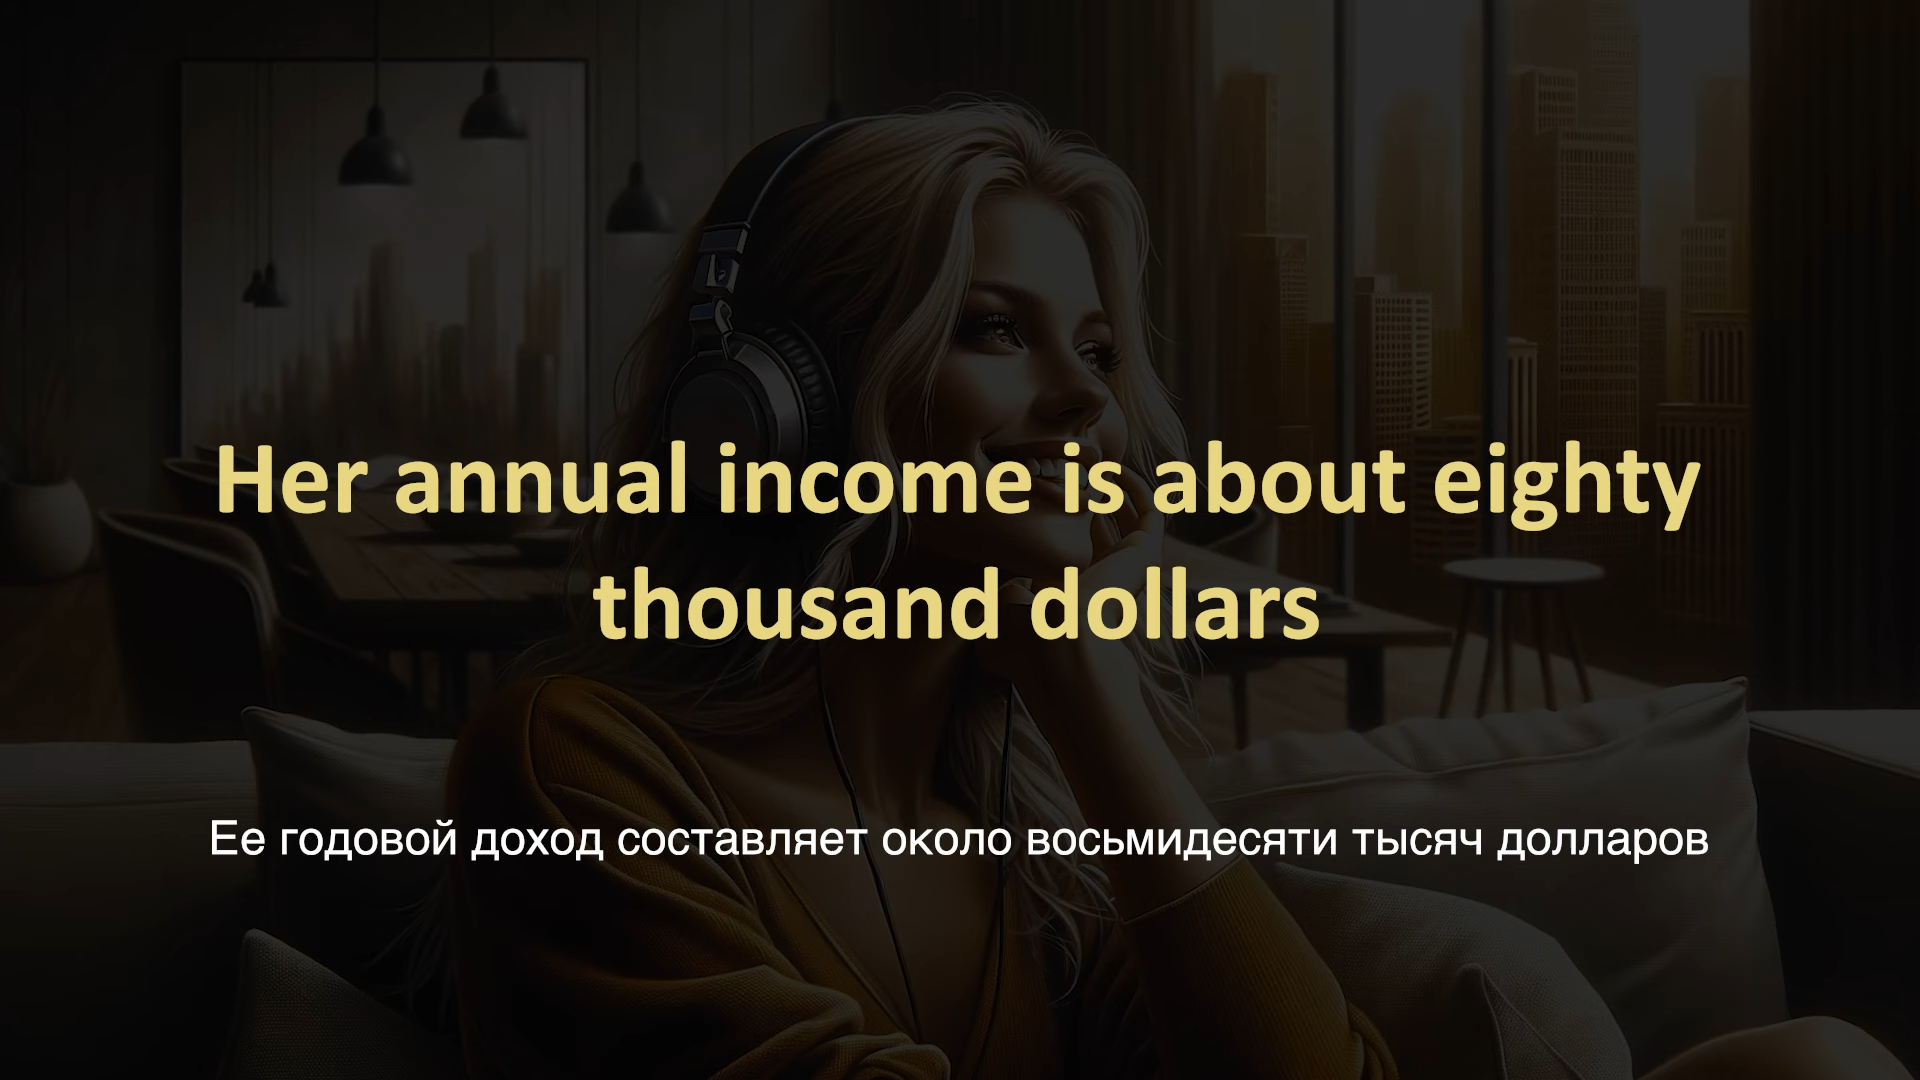 Her annual income is about eighty
thousand dollars
Ее годовой доход составляет около восьмидесяти тысяч долларов